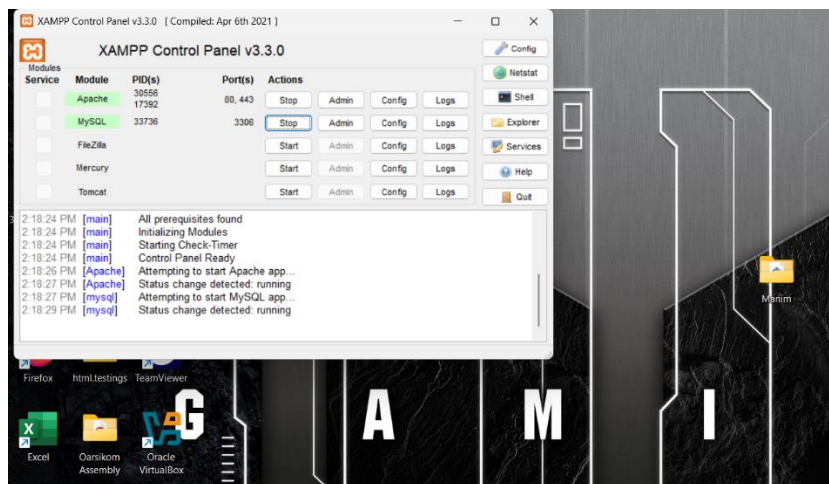 XAMPP Control Panel v3.3.0 [ Compiled: Apr 6th 2021 ]
XAMPP Control Panel v3.3.0
Config
Modules
Service Module PID(s) Port(s) Actions
Netstat
Apache 30556 17392 80, 443 Stop Admin Config Logs
Shell
MySQL 33736 3306 Stop Admin Config Logs
Explorer
FileZilla Start Admin Config Logs
Services
Mercury Start Admin Config Logs
Help
Tomcat Start Admin Config Logs
Quit
2:18:24 PM [main] All prerequisites found
2:18:24 PM [main] Initializing Modules
2:18:24 PM [main] Starting Check-Timer
2:18:24 PM [main] Control Panel Ready
2:18:26 PM [Apache] Attempting to start Apache app...
2:18:27 PM [Apache] Status change detected: running
2:18:27 PM [mysql] Attempting to start MySQL app...
2:18:29 PM [mysql] Status change detected: running
Manim
Firefox html.testings TeamViewer
G A M I
Excel Oarsikom Assembly Oracle VirtualBox